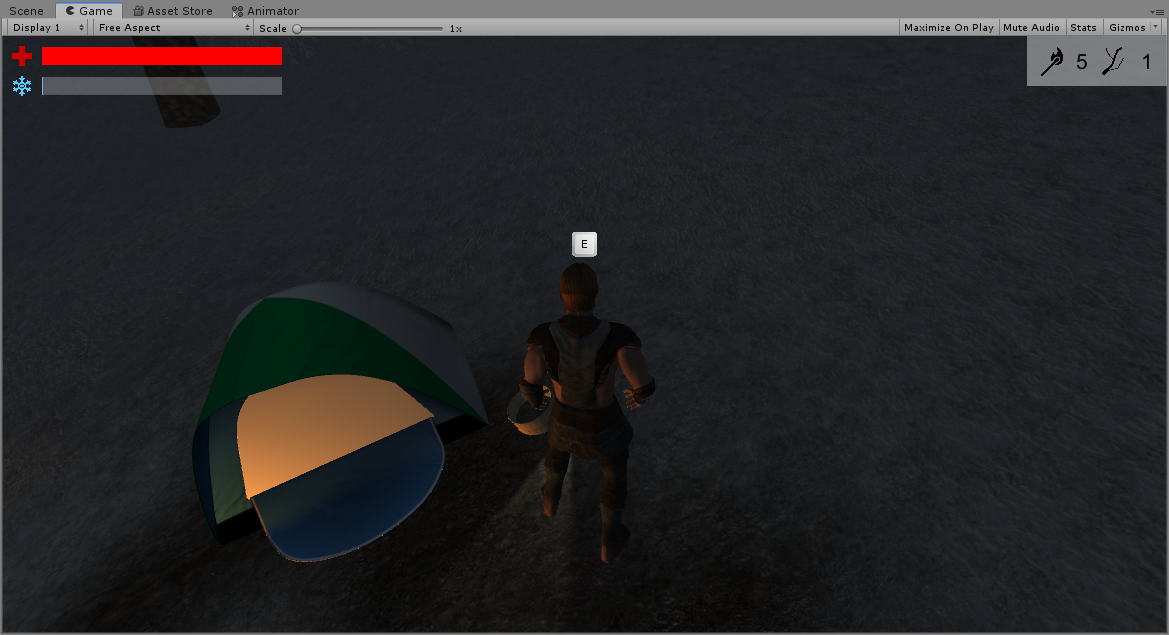 Scene Game Asset Store Animator
Display 1 Free Aspect Scale 1x Maximize On Play Mute Audio Stats Gizmos
5 1
E